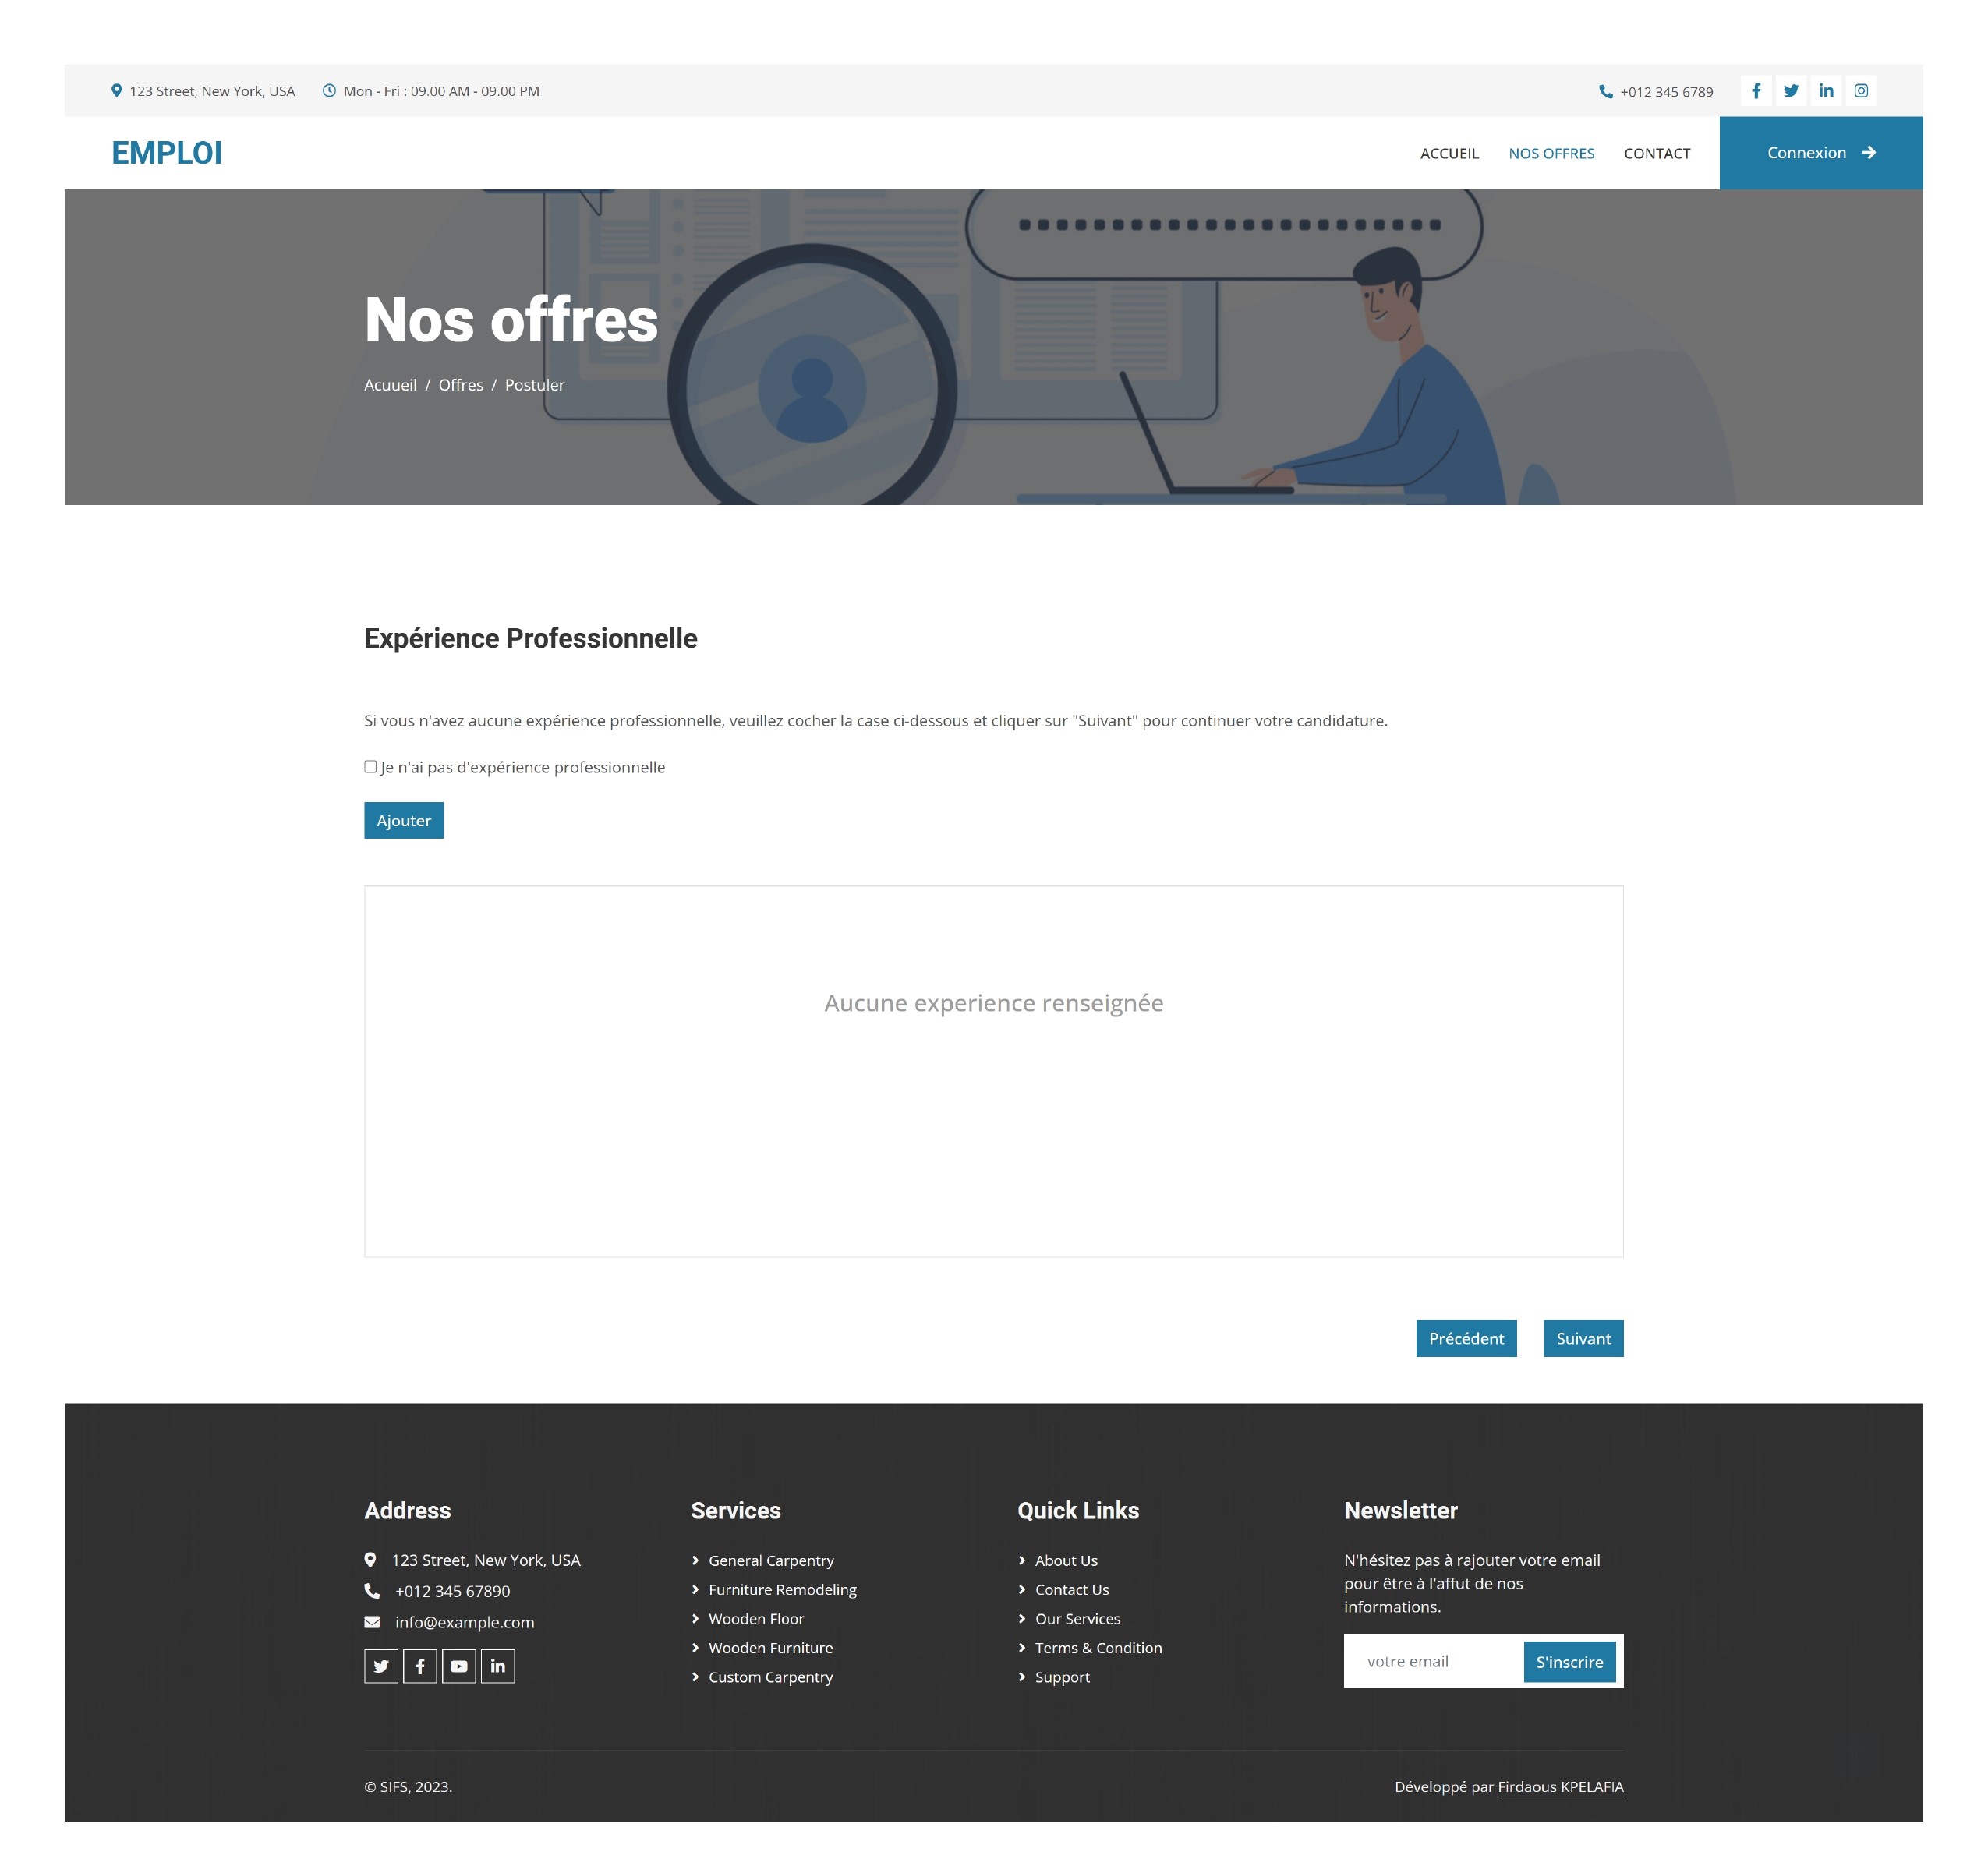 123 Street, New York, USA Mon - Fri : 09.00 AM - 09.00 PM +012 345 6789
EMPLOI ACCUEIL NOS OFFRES CONTACT Connexion
Nos offres
Acuueil / Offres / Postuler
Expérience Professionnelle
Si vous n'avez aucune expérience professionnelle, veuillez cocher la case ci-dessous et cliquer sur "Suivant" pour continuer votre candidature.
Je n'ai pas d'expérience professionnelle
Ajouter
Aucune experience renseignée
Précédent Suivant
Address
123 Street, New York, USA
+012 345 67890
info@example.com
Services
General Carpentry
Furniture Remodeling
Wooden Floor
Wooden Furniture
Custom Carpentry
Quick Links
About Us
Contact Us
Our Services
Terms & Condition
Support
Newsletter
N'hésitez pas à rajouter votre email
pour être à l'affut de nos
informations.
votre email S'inscrire
© SIFS, 2023. Développé par Firdaous KPELAFIA